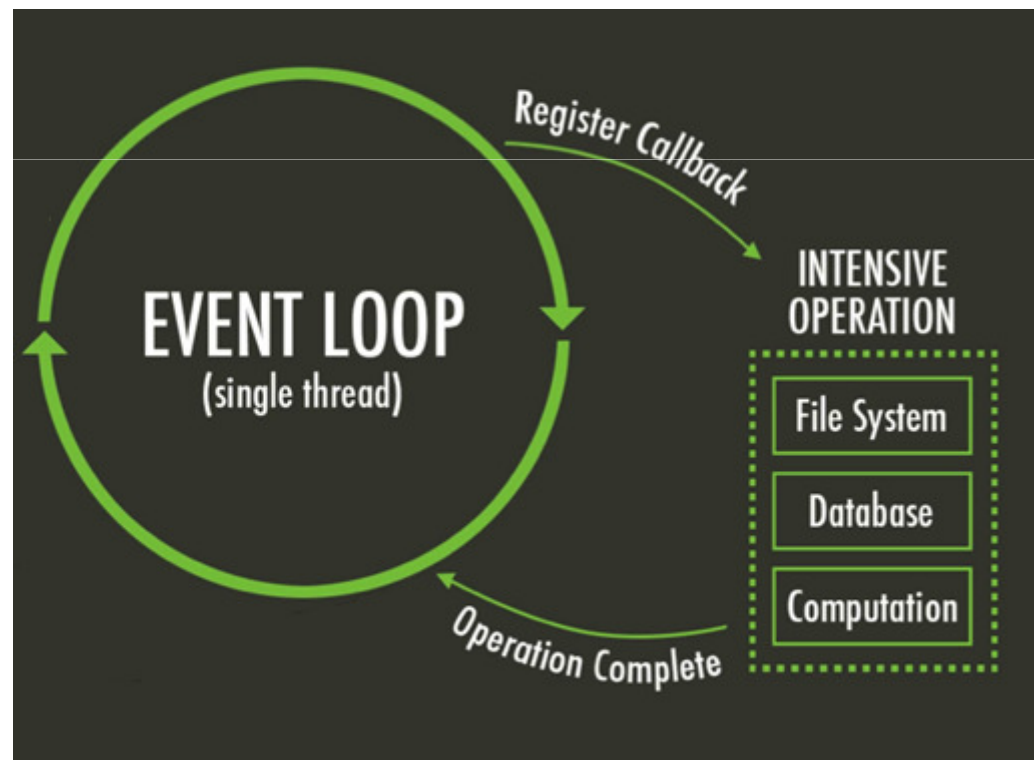 Register Callback
EVENT LOOP
(single thread)
INTENSIVE
OPERATION
File System
Database
Computation
Operation Complete